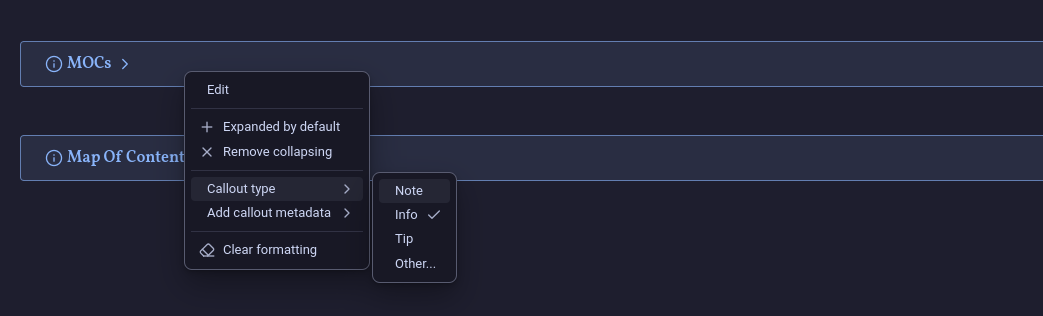 MOCs
Edit
Expanded by default
Remove collapsing
Map Of Content
Callout type
Note
Add callout metadata
Info
Tip
Clear formatting
Other...